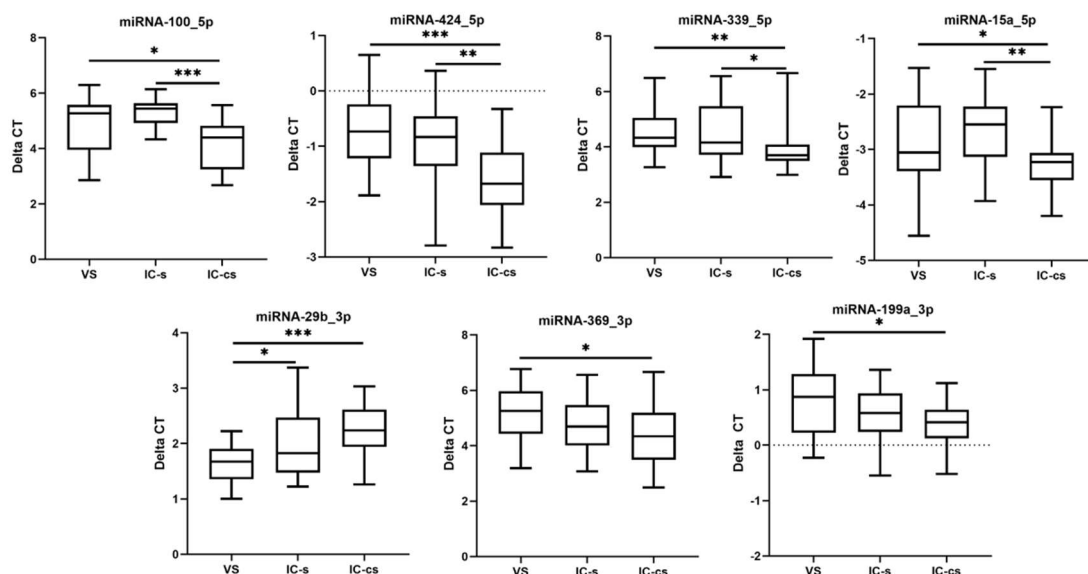 miRNA-100_5p
*
***
Delta CT
8
6
4
2
0
VS IC-s IC-cs
miRNA-424_5p
***
**
Delta CT
1
0
-1
-2
-3
VS IC-s IC-cs
miRNA-339_5p
**
*
Delta CT
8
6
4
2
0
VS IC-s IC-cs
miRNA-15a_5p
*
**
Delta CT
-1
-2
-3
-4
-5
VS IC-s IC-cs
miRNA-29b_3p
***
*
Delta CT
4
3
2
1
0
VS IC-s IC-cs
miRNA-369_3p
*
Delta CT
8
6
4
2
0
VS IC-s IC-cs
miRNA-199a_3p
*
Delta CT
2
1
0
-1
-2
VS IC-s IC-cs